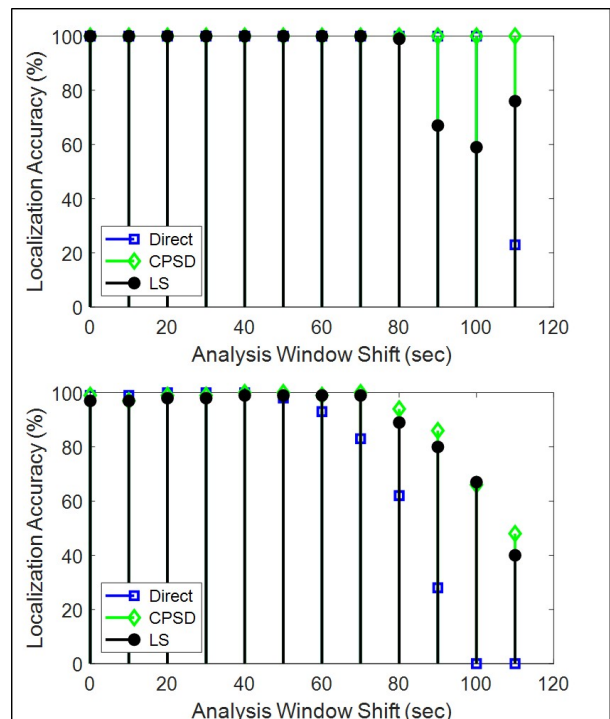 Localization Accuracy (%)
100
80
60
40
20
0
Direct
CPSD
LS
0 20 40 60 80 100 120
Analysis Window Shift (sec)
Localization Accuracy (%)
100
80
60
40
20
0
Direct
CPSD
LS
0 20 40 60 80 100 120
Analysis Window Shift (sec)